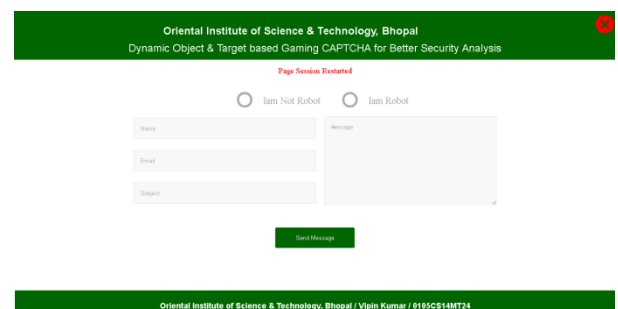 Oriental Institute of Science & Technology, Bhopal
Dynamic Object & Target based Gaming CAPTCHA for Better Security Analysis
Page Session Restarted
Iam Not Robot Iam Robot
Name
Message
Email
Subject
Send Message
Oriental Institute of Science & Technology, Bhopal / Vipin Kumar / 0105CS14MT24